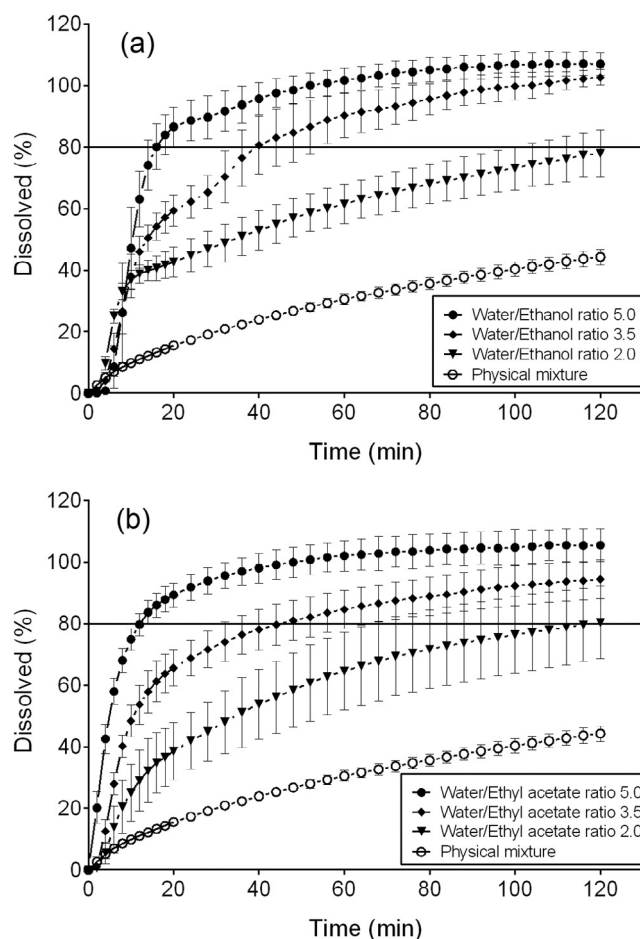 (a)
120
100
80
60
40
20
0
Dissolved (%)
Water/Ethanol ratio 5.0
Water/Ethanol ratio 3.5
Water/Ethanol ratio 2.0
Physical mixture
0 20 40 60 80 100 120
Time (min)
(b)
120
100
80
60
40
20
0
Dissolved (%)
Water/Ethyl acetate ratio 5.0
Water/Ethyl acetate ratio 3.5
Water/Ethyl acetate ratio 2.0
Physical mixture
0 20 40 60 80 100 120
Time (min)